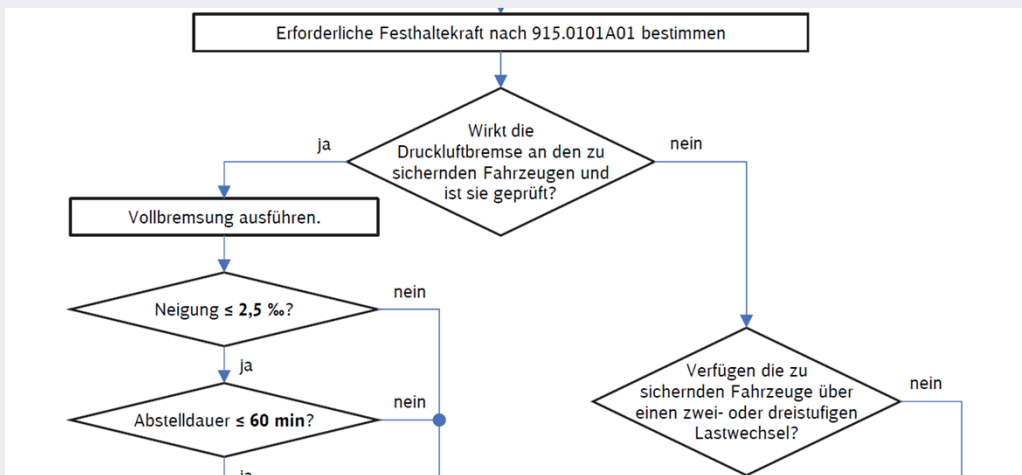 Erforderliche Festhaltekraft nach 915.0101A01 bestimmen
Wirkt die
Druckluftbremse an den zu
sichernden Fahrzeugen und
ist sie geprüft?
ja
nein
Vollbremsung ausführen.
Neigung ≤ 2,5 ‰?
nein
ja
Verfügen die zu
sichernden Fahrzeuge über
einen zwei- oder dreistufigen
Lastwechsel?
nein
Abstelldauer ≤ 60 min?
nein
ja